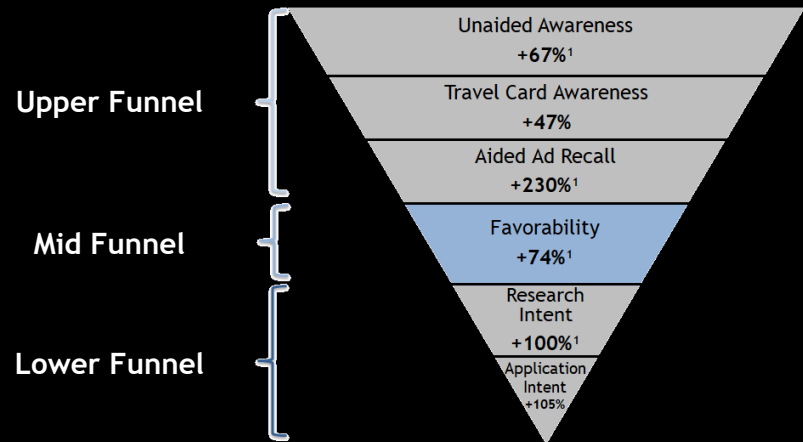 Upper Funnel
Unaided Awareness
+67%¹
Travel Card Awareness
+47%
Aided Ad Recall
+230%¹
Mid Funnel
Favorability
+74%¹
Lower Funnel
Research
Intent
+100%¹
Application
Intent
+105%